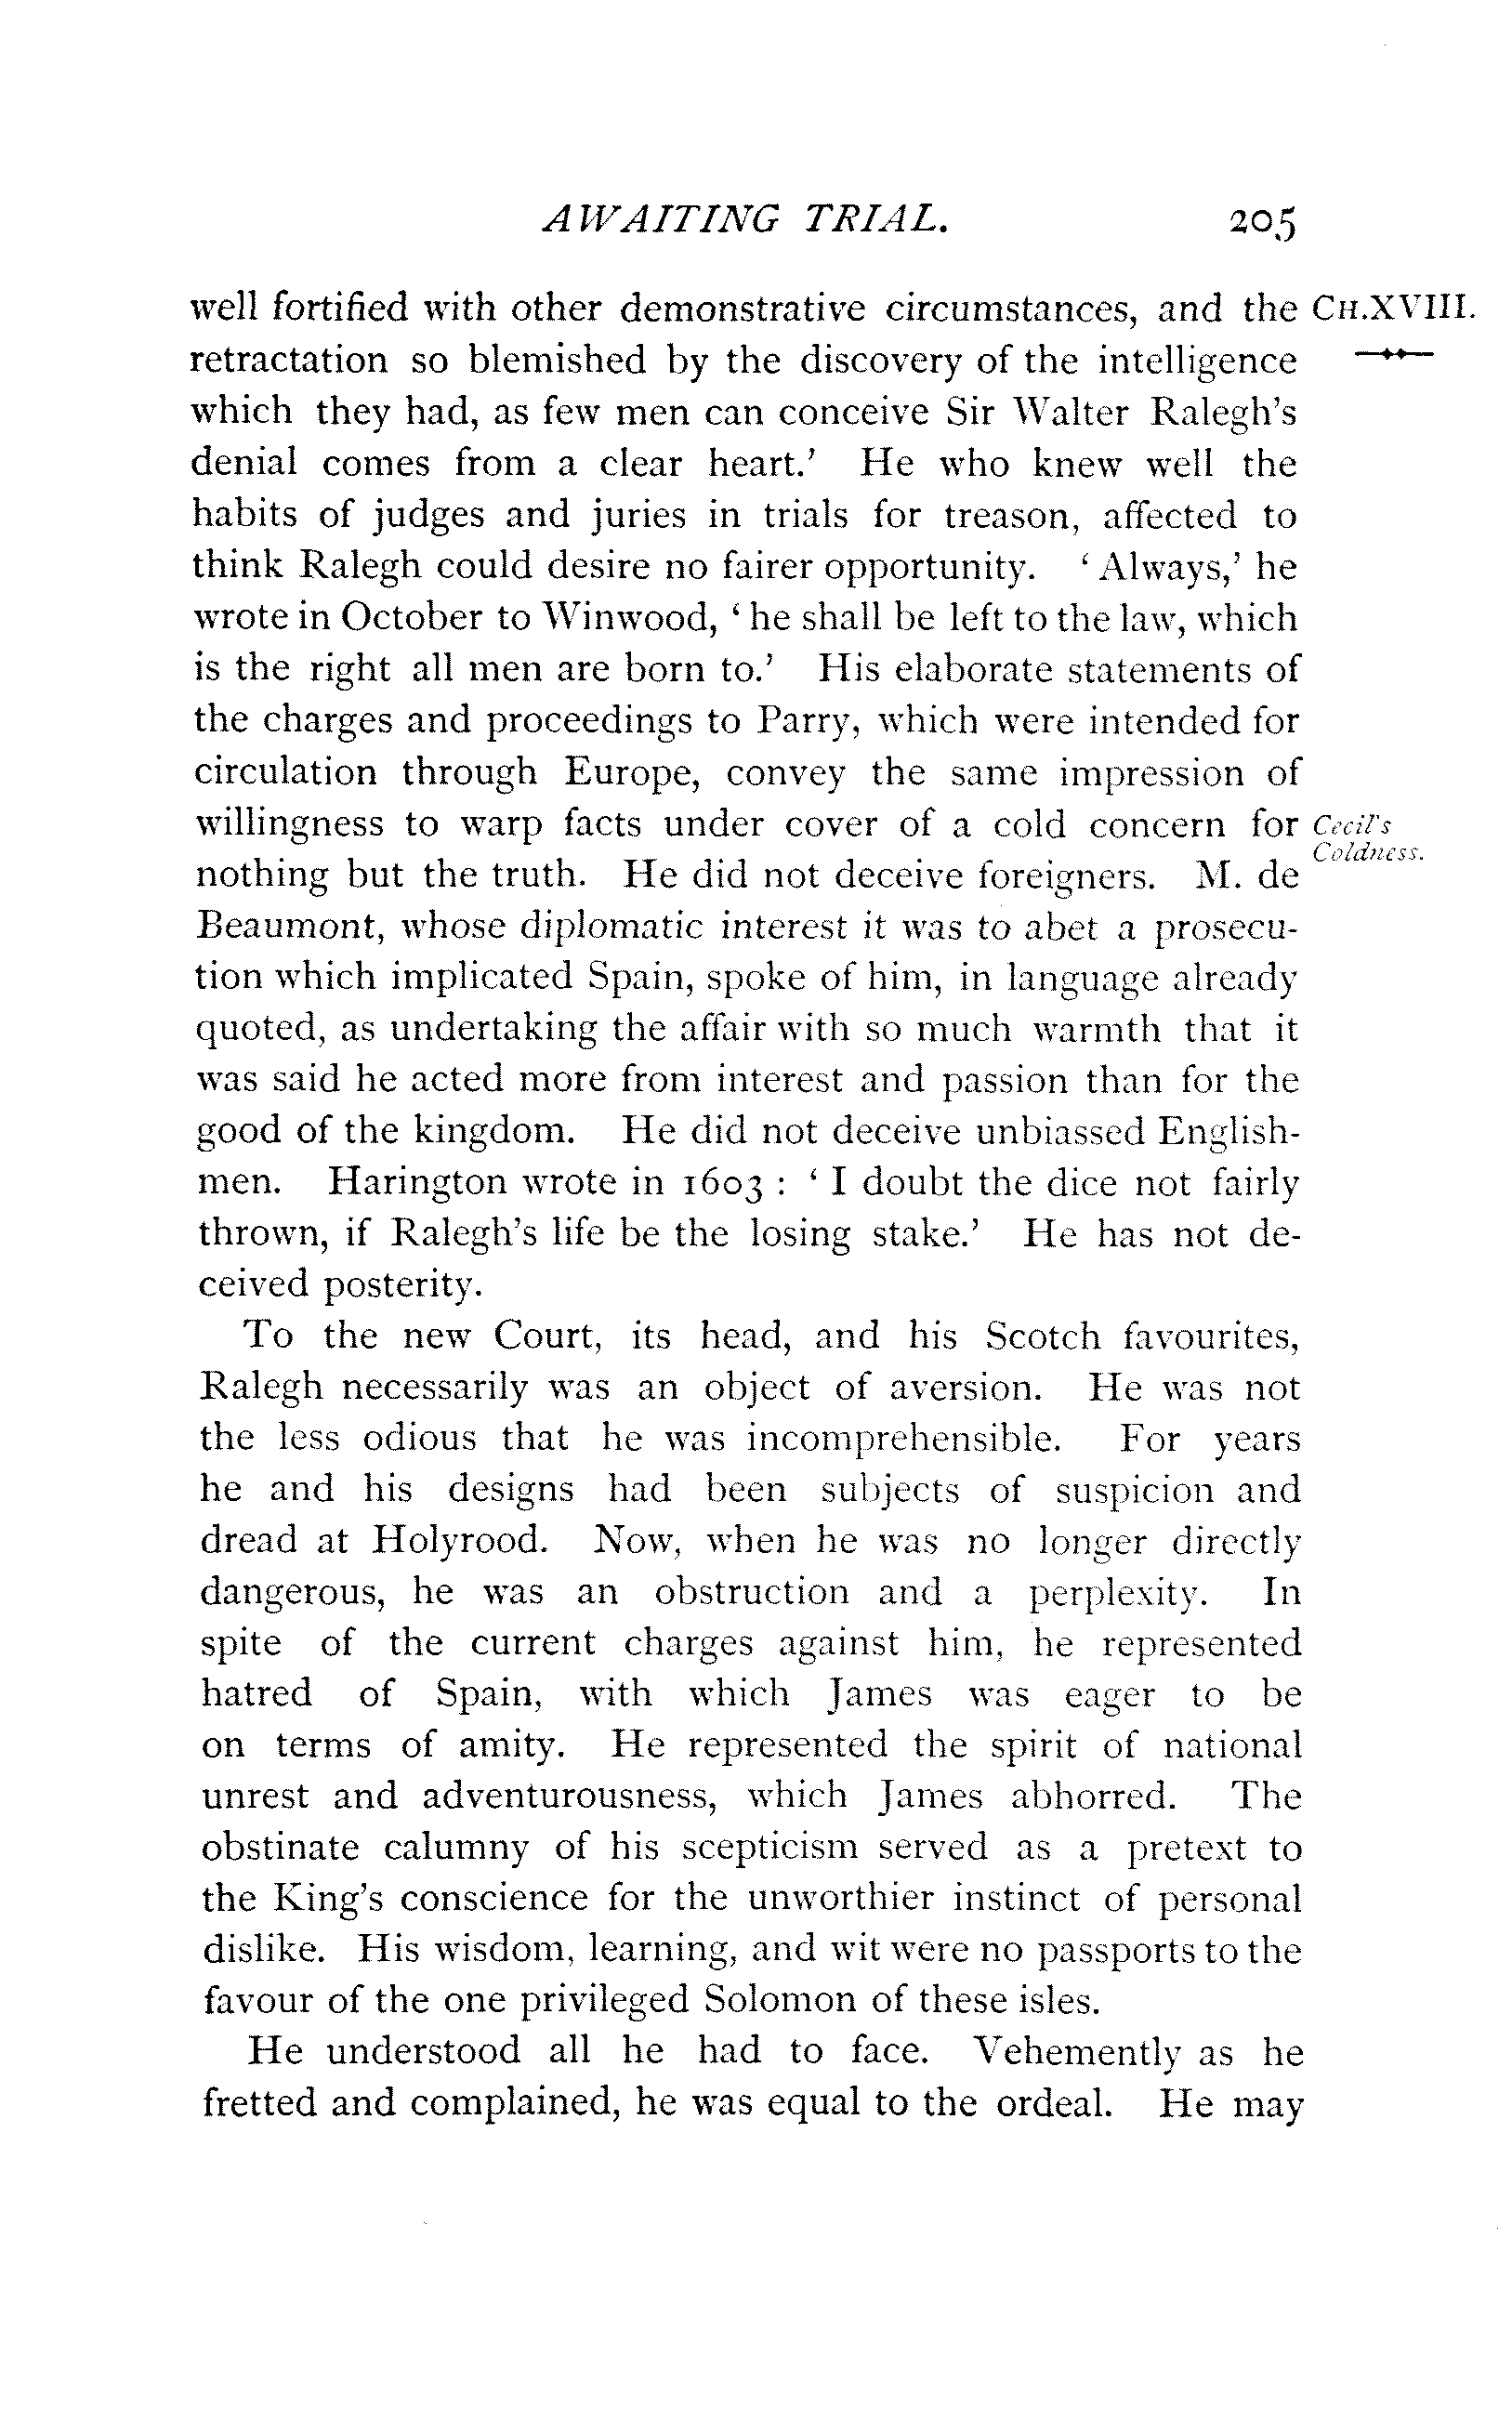 AWAITING TRIAL. 205
well fortified with other demonstrative circumstances, and the CH.XVIII.
retractation so blemished by the discovery of the intelligence
which they had, as few men can conceive Sir Walter Ralegh's
denial comes from a clear heart.' He who knew well the
habits of judges and juries in trials for treason, affected to
think Ralegh could desire no fairer opportunity. ‘ Always,’ he
wrote in October to Winwood, ‘ he shall be left to the law, which
is the right all men are born to.’ His elaborate statements of
the charges and proceedings to Parry, which were intended for
circulation through Europe, convey the same impression of
willingness to warp facts under cover of a cold concern for Cecil's
Coldness.
nothing but the truth. He did not deceive foreigners. M. de
Beaumont, whose diplomatic interest it was to abet a prosecu-
tion which implicated Spain, spoke of him, in language already
quoted, as undertaking the affair with so much warmth that it
was said he acted more from interest and passion than for the
good of the kingdom. He did not deceive unbiassed English-
men. Harington wrote in 1603 : ‘ I doubt the dice not fairly
thrown, if Ralegh's life be the losing stake.’ He has not de-
ceived posterity.
To the new Court, its head, and his Scotch favourites,
Ralegh necessarily was an object of aversion. He was not
the less odious that he was incomprehensible. For years
he and his designs had been subjects of suspicion and
dread at Holyrood. Now, when he was no longer directly
dangerous, he was an obstruction and a perplexity. In
spite of the current charges against him, he represented
hatred of Spain, with which James was eager to be
on terms of amity. He represented the spirit of national
unrest and adventurousness, which James abhorred. The
obstinate calumny of his scepticism served as a pretext to
the King's conscience for the unworthier instinct of personal
dislike. His wisdom, learning, and wit were no passports to the
favour of the one privileged Solomon of these isles.
He understood all he had to face. Vehemently as he
fretted and complained, he was equal to the ordeal. He may